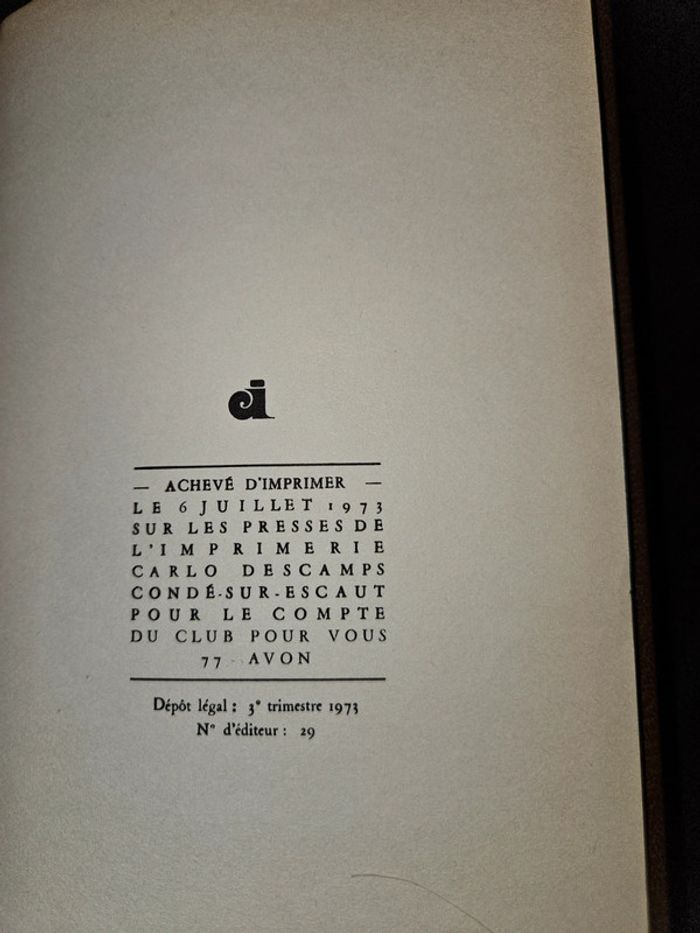 — ACHEVÉ D'IMPRIMER —
LE 6 JUILLET 1973
SUR LES PRESSES DE
L'IMPRIMERIE
CARLO DESCAMPS
CONDÉ-SUR-ESCAUT
POUR LE COMPTE
DU CLUB POUR VOUS
77 - AVON
Dépôt légal : 3e trimestre 1973
No d'éditeur : 29